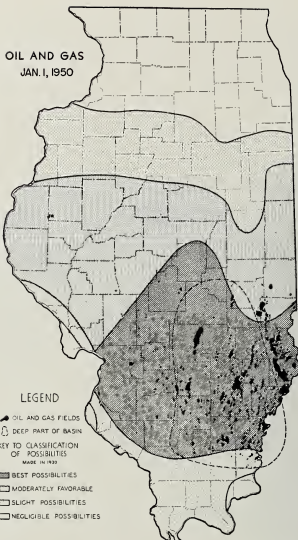 OIL AND GAS
JAN. 1, 1950
LEGEND
OIL AND GAS FIELDS
DEEP PART OF BASIN
KEY TO CLASSIFICATION
OF POSSIBILITIES
MADE IN 1930
BEST POSSIBILITIES
MODERATELY FAVORABLE
SLIGHT POSSIBILITIES
NEGLIGIBLE POSSIBILITIES